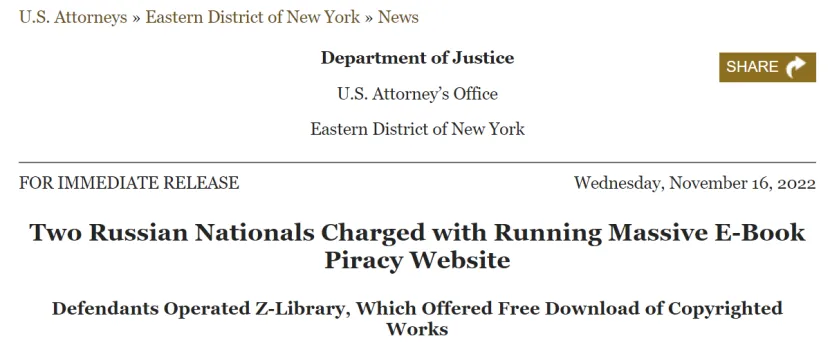 U.S. Attorneys » Eastern District of New York » News
Department of Justice
SHARE
U.S. Attorney’s Office
Eastern District of New York
FOR IMMEDIATE RELEASE Wednesday, November 16, 2022
Two Russian Nationals Charged with Running Massive E-Book
Piracy Website
Defendants Operated Z-Library, Which Offered Free Download of Copyrighted
Works